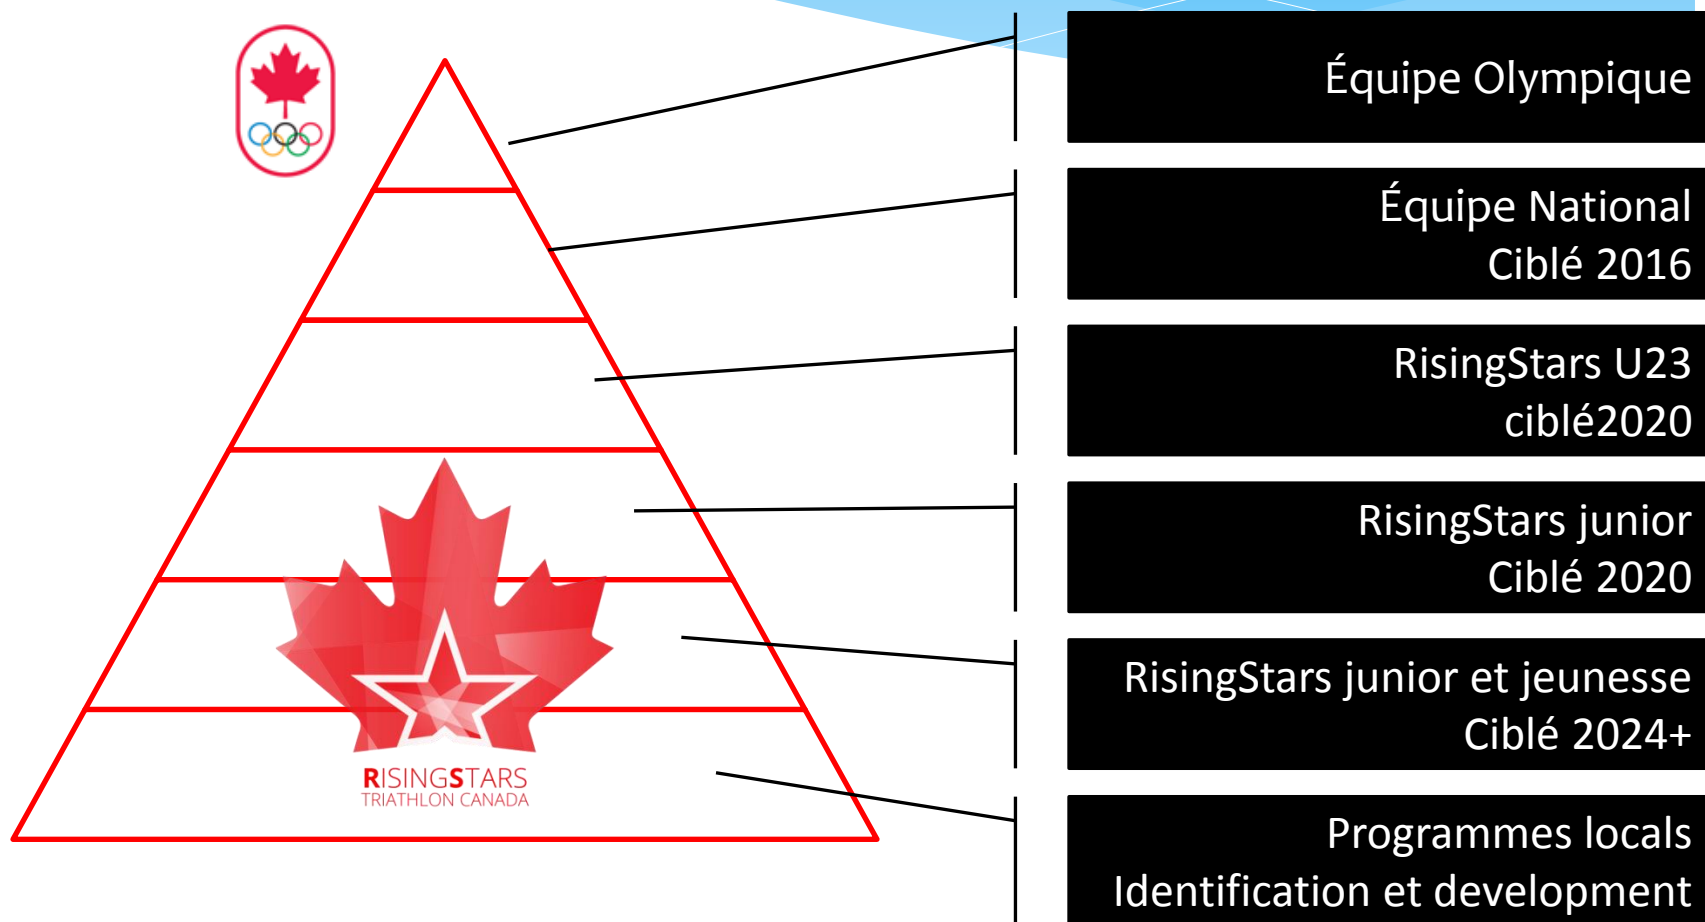 Équipe Olympique
Équipe National
Ciblé 2016
RisingStars U23
ciblé2020
RisingStars junior
Ciblé 2020
RisingStars junior et jeunesse
Ciblé 2024+
RISINGSTARS
TRIATHLON CANADA
Programmes locals
Identification et development